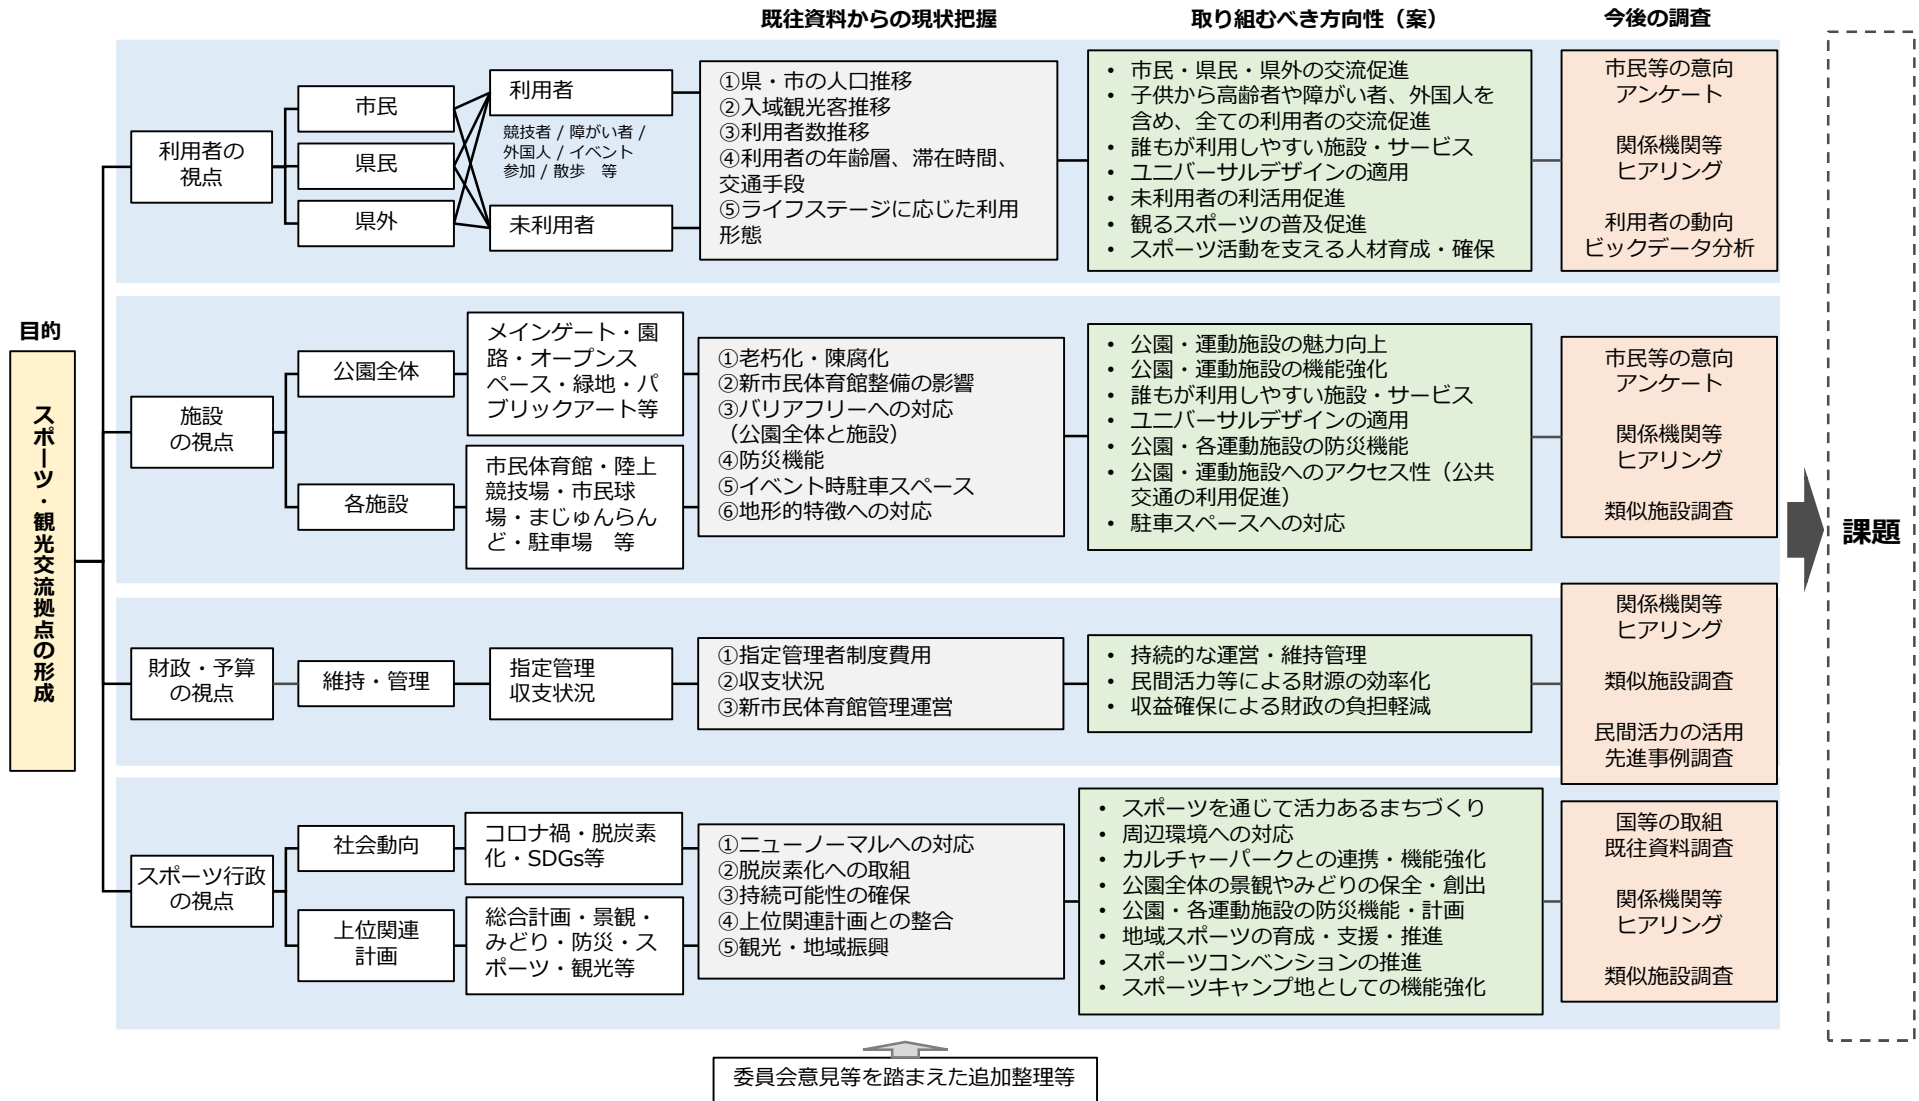 既往資料からの現状把握
取り組むべき方向性（案）
今後の調査
目的
スポーツ・観光交流拠点の形成
利用者の
視点
市民
県民
県外
利用者
競技者 / 障がい者 /
外国人 / イベント
参加 / 散歩　等
未利用者
①県・市の人口推移
②入域観光客推移
③利用者数推移
④利用者の年齢層、滞在時間、
交通手段
⑤ライフステージに応じた利用
形態
• 市民・県民・県外の交流促進
• 子供から高齢者や障がい者、外国人を
含め、全ての利用者の交流促進
• 誰もが利用しやすい施設・サービス
• ユニバーサルデザインの適用
• 未利用者の利活用促進
• 観るスポーツの普及促進
• スポーツ活動を支える人材育成・確保
市民等の意向
アンケート
関係機関等
ヒアリング
利用者の動向
ビックデータ分析
施設
の視点
公園全体
メインゲート・園
路・オープンス
ペース・緑地・パ
ブリックアート等
各施設
市民体育館・陸上
競技場・市民球
場・まじゅんらん
ど・駐車場　等
①老朽化・陳腐化
②新市民体育館整備の影響
③バリアフリーへの対応
（公園全体と施設）
④防災機能
⑤イベント時駐車スペース
⑥地形的特徴への対応
• 公園・運動施設の魅力向上
• 公園・運動施設の機能強化
• 誰もが利用しやすい施設・サービス
• ユニバーサルデザインの適用
• 公園・各運動施設の防災機能
• 公園・運動施設へのアクセス性（公共
交通の利用促進）
• 駐車スペースへの対応
市民等の意向
アンケート
関係機関等
ヒアリング
類似施設調査
財政・予算
の視点
維持・管理
指定管理
収支状況
①指定管理者制度費用
②収支状況
③新市民体育館管理運営
• 持続的な運営・維持管理
• 民間活力等による財源の効率化
• 収益確保による財政の負担軽減
関係機関等
ヒアリング
類似施設調査
民間活力の活用
先進事例調査
スポーツ行政
の視点
社会動向
コロナ禍・脱炭素
化・SDGs等
上位関連
計画
総合計画・景観・
みどり・防災・ス
ポーツ・観光等
①ニューノーマルへの対応
②脱炭素化への取組
③持続可能性の確保
④上位関連計画との整合
⑤観光・地域振興
• スポーツを通じて活力あるまちづくり
• 周辺環境への対応
• カルチャーパークとの連携・機能強化
• 公園全体の景観やみどりの保全・創出
• 公園・各運動施設の防災機能・計画
• 地域スポーツの育成・支援・推進
• スポーツコンベンションの推進
• スポーツキャンプ地としての機能強化
国等の取組
既往資料調査
関係機関等
ヒアリング
類似施設調査
課題
委員会意見等を踏まえた追加整理等